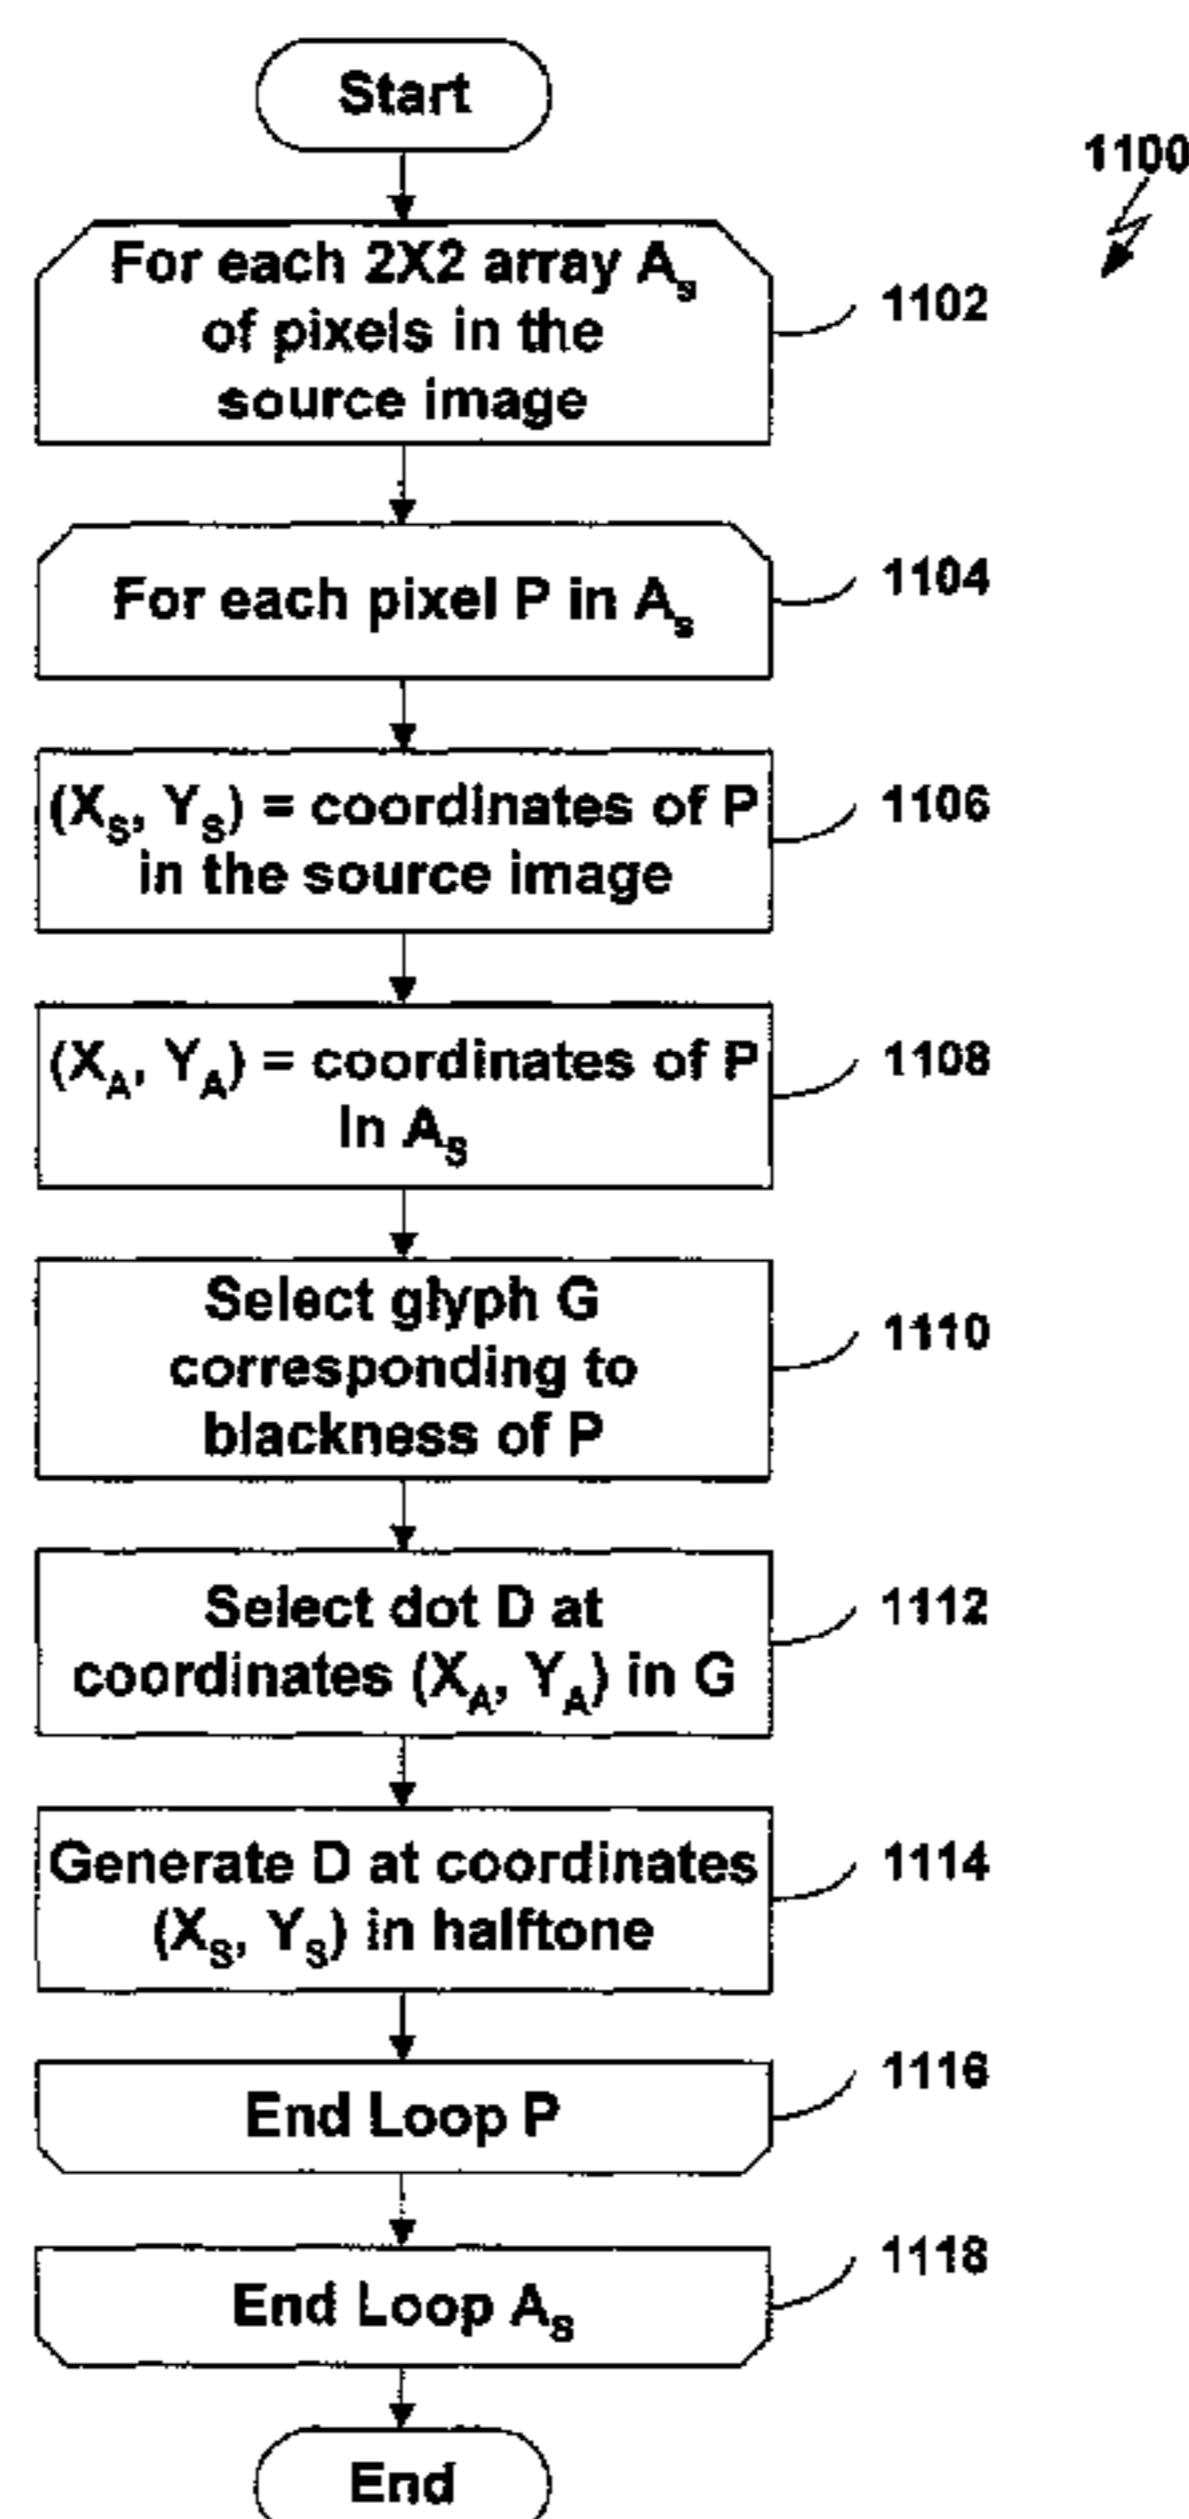 Start
1100
For each 2X2 array As
of pixels in the
source image
1102
For each pixel P in As
1104
(XS, YS) = coordinates of P
in the source image
1106
(XA, YA) = coordinates of P
in AS
1108
Select glyph G
corresponding to
blackness of P
1110
Select dot D at
coordinates (XA, YA) in G
1112
Generate D at coordinates
(XS, YS) in halftone
1114
End Loop P
1116
End Loop AS
1118
End